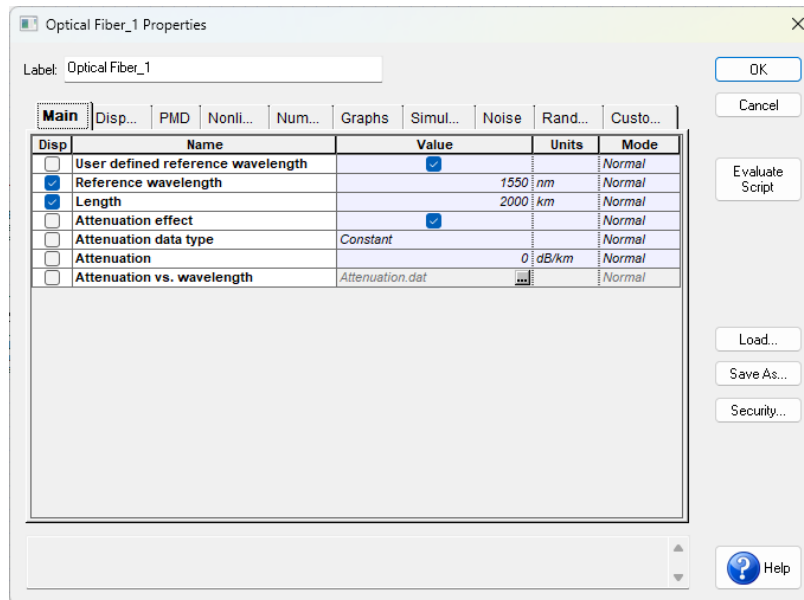 Optical Fiber_1 Properties
Label: Optical Fiber_1
OK
Cancel
Main Disp... PMD Nonli... Num... Graphs Simul... Noise Rand... Custo...
Disp Name Value Units Mode
User defined reference wavelength Normal
Reference wavelength 1550 nm Normal
Length 2000 km Normal
Attenuation effect Normal
Attenuation data type Constant Normal
Attenuation 0 dB/km Normal
Attenuation vs. wavelength Attenuation.dat ... Normal
Evaluate
Script
Load...
Save As...
Security...
? Help